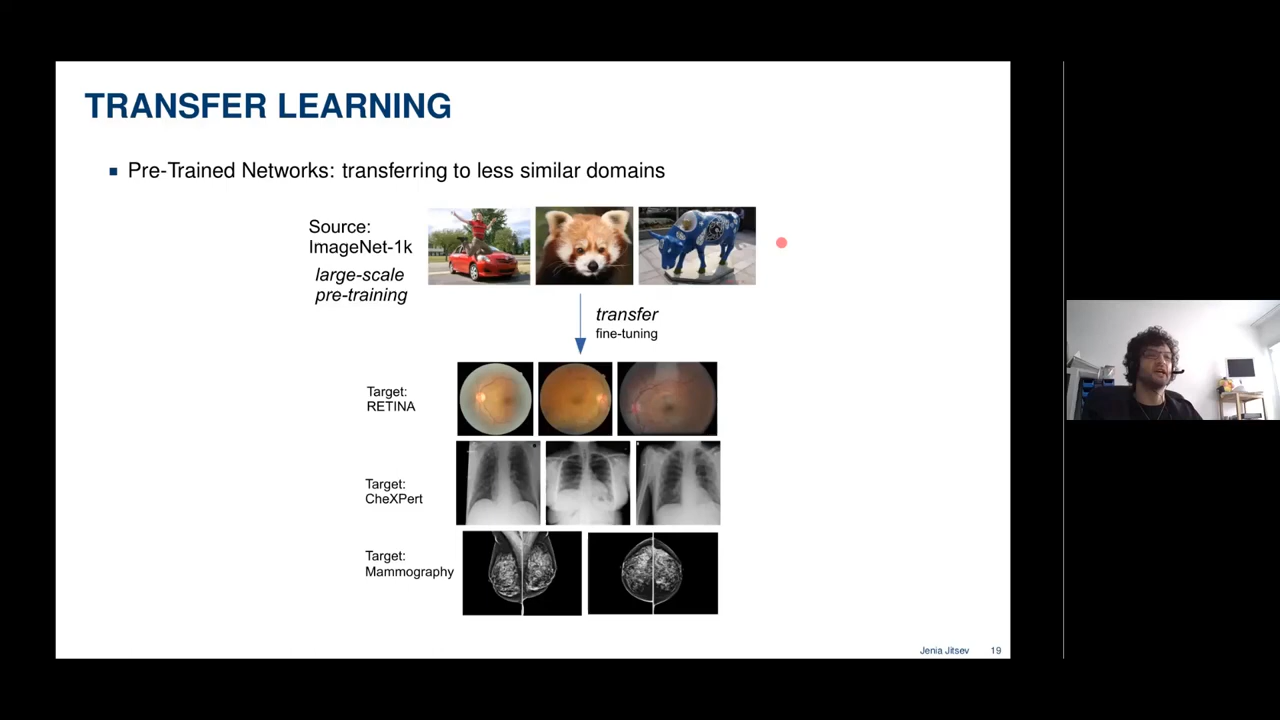 TRANSFER LEARNING
Pre-Trained Networks: transferring to less similar domains
Source:
ImageNet-1k
large-scale
pre-training
transfer
fine-tuning
Target:
RETINA
Target:
CheXPert
Target:
Mammography
Jenia Jitsev 19